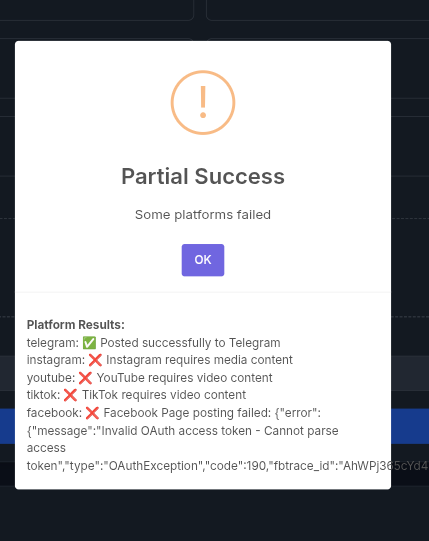 !
Partial Success
Some platforms failed
OK
Platform Results:
telegram: ✅ Posted successfully to Telegram
instagram: ❌ Instagram requires media content
youtube: ❌ YouTube requires video content
tiktok: ❌ TikTok requires video content
facebook: ❌ Facebook Page posting failed: {"error":
{"message":"Invalid OAuth access token - Cannot parse
access
token","type":"OAuthException","code":190,"fbtrace_id":"AhWPj365cYd4